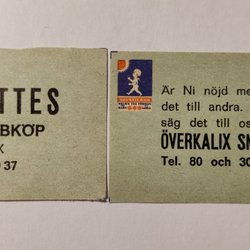 TTES
BKÖP
X
37
Är Ni nöjd me
det till andra.
säg det till os
ÖVERKALIX SN
Tel. 80 och 30